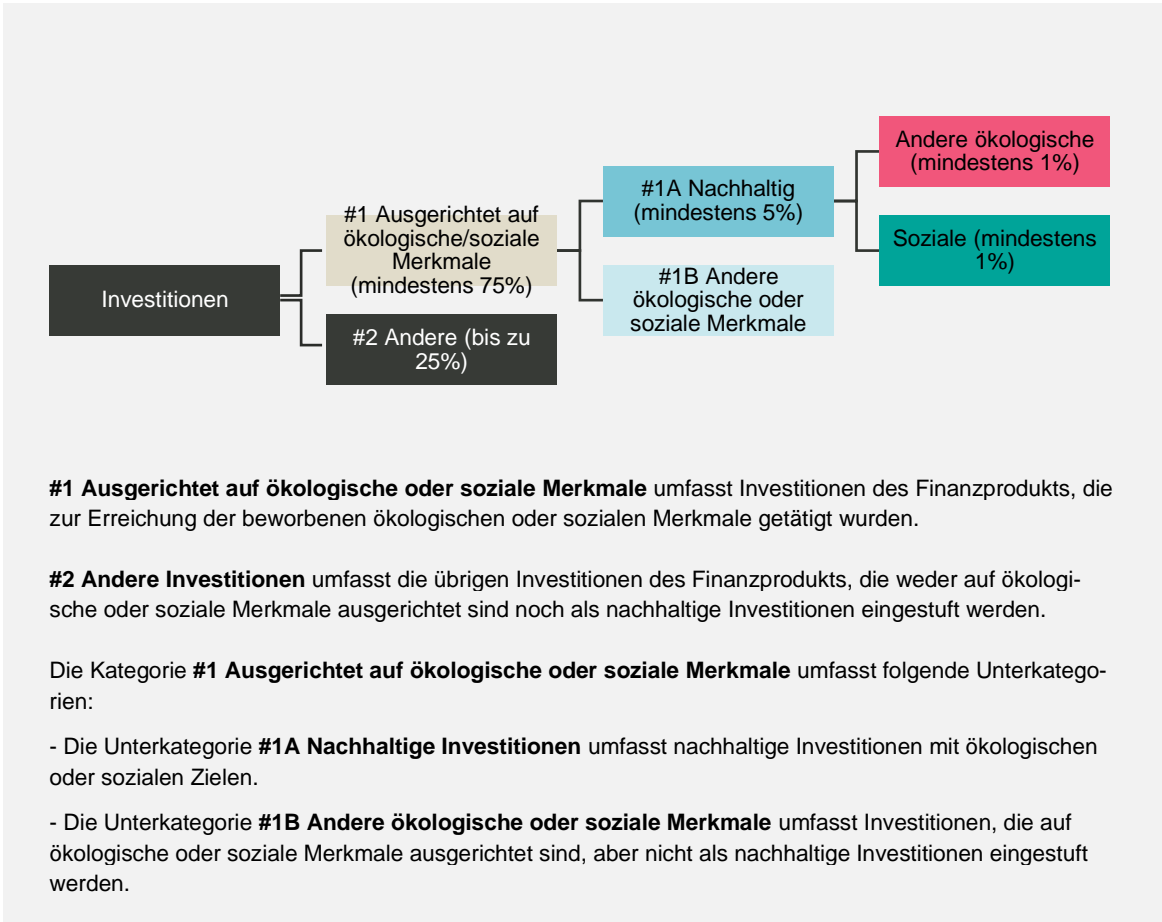 Investitionen
#1 Ausgerichtet auf
ökologische/soziale
Merkmale
(mindestens 75%)
#2 Andere (bis zu
25%)
#1A Nachhaltig
(mindestens 5%)
#1B Andere
ökologische oder
soziale Merkmale
Andere ökologische
(mindestens 1%)
Soziale (mindestens
1%)
#1 Ausgerichtet auf ökologische oder soziale Merkmale umfasst Investitionen des Finanzprodukts, die
zur Erreichung der beworbenen ökologischen oder sozialen Merkmale getätigt wurden.
#2 Andere Investitionen umfasst die übrigen Investitionen des Finanzprodukts, die weder auf ökologi-
sche oder soziale Merkmale ausgerichtet sind noch als nachhaltige Investitionen eingestuft werden.
Die Kategorie #1 Ausgerichtet auf ökologische oder soziale Merkmale umfasst folgende Unterkatego-
rien:
- Die Unterkategorie #1A Nachhaltige Investitionen umfasst nachhaltige Investitionen mit ökologischen
oder sozialen Zielen.
- Die Unterkategorie #1B Andere ökologische oder soziale Merkmale umfasst Investitionen, die auf
ökologische oder soziale Merkmale ausgerichtet sind, aber nicht als nachhaltige Investitionen eingestuft
werden.